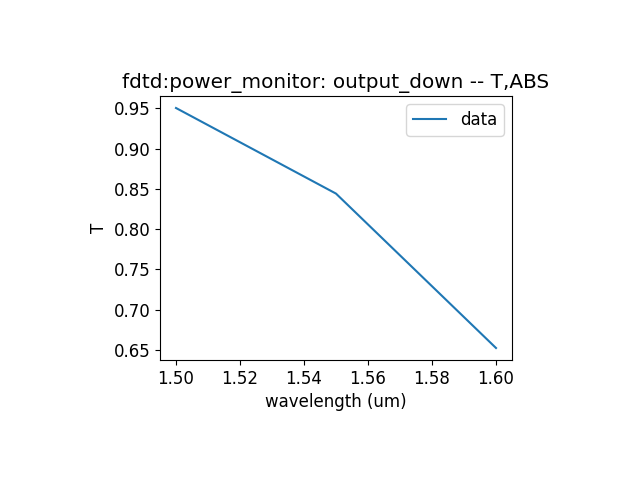 fdtd:power_monitor: output_down -- T,ABS
data
0.95
0.90
0.85
0.80
0.75
0.70
0.65
T
1.50 1.52 1.54 1.56 1.58 1.60
wavelength (um)